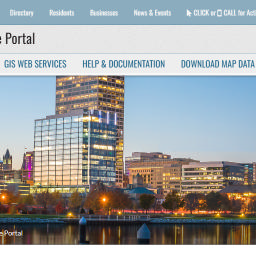 Directory Residents Businesses News & Events CLICK or CALL for Acti
e Portal
GIS WEB SERVICES HELP & DOCUMENTATION DOWNLOAD MAP DATA
e Portal